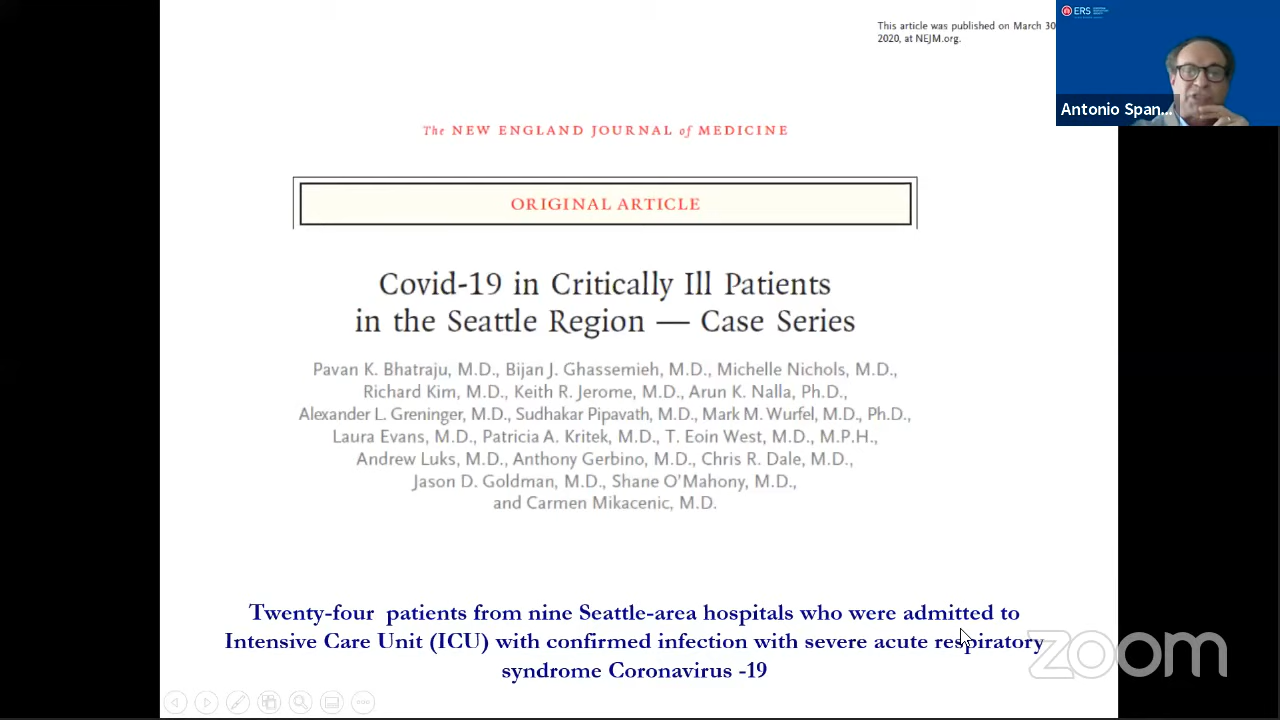 This article was published on March 30
2020, at NEJM.org.
ERS
Antonio Span...
The NEW ENGLAND JOURNAL of MEDICINE
ORIGINAL ARTICLE
Covid-19 in Critically Ill Patients
in the Seattle Region — Case Series
Pavan K. Bhatraju, M.D., Bijan J. Ghassemieh, M.D., Michelle Nichols, M.D.,
Richard Kim, M.D., Keith R. Jerome, M.D., Arun K. Nalla, Ph.D.,
Alexander L. Greninger, M.D., Sudhakar Pipavath, M.D., Mark M. Wurfel, M.D., Ph.D.,
Laura Evans, M.D., Patricia A. Kritek, M.D., T. Eoin West, M.D., M.P.H.,
Andrew Luks, M.D., Anthony Gerbino, M.D., Chris R. Dale, M.D.,
Jason D. Goldman, M.D., Shane O'Mahony, M.D.,
and Carmen Mikacenic, M.D.
Twenty-four patients from nine Seattle-area hospitals who were admitted to
Intensive Care Unit (ICU) with confirmed infection with severe acute respiratory
syndrome Coronavirus -19
zoom